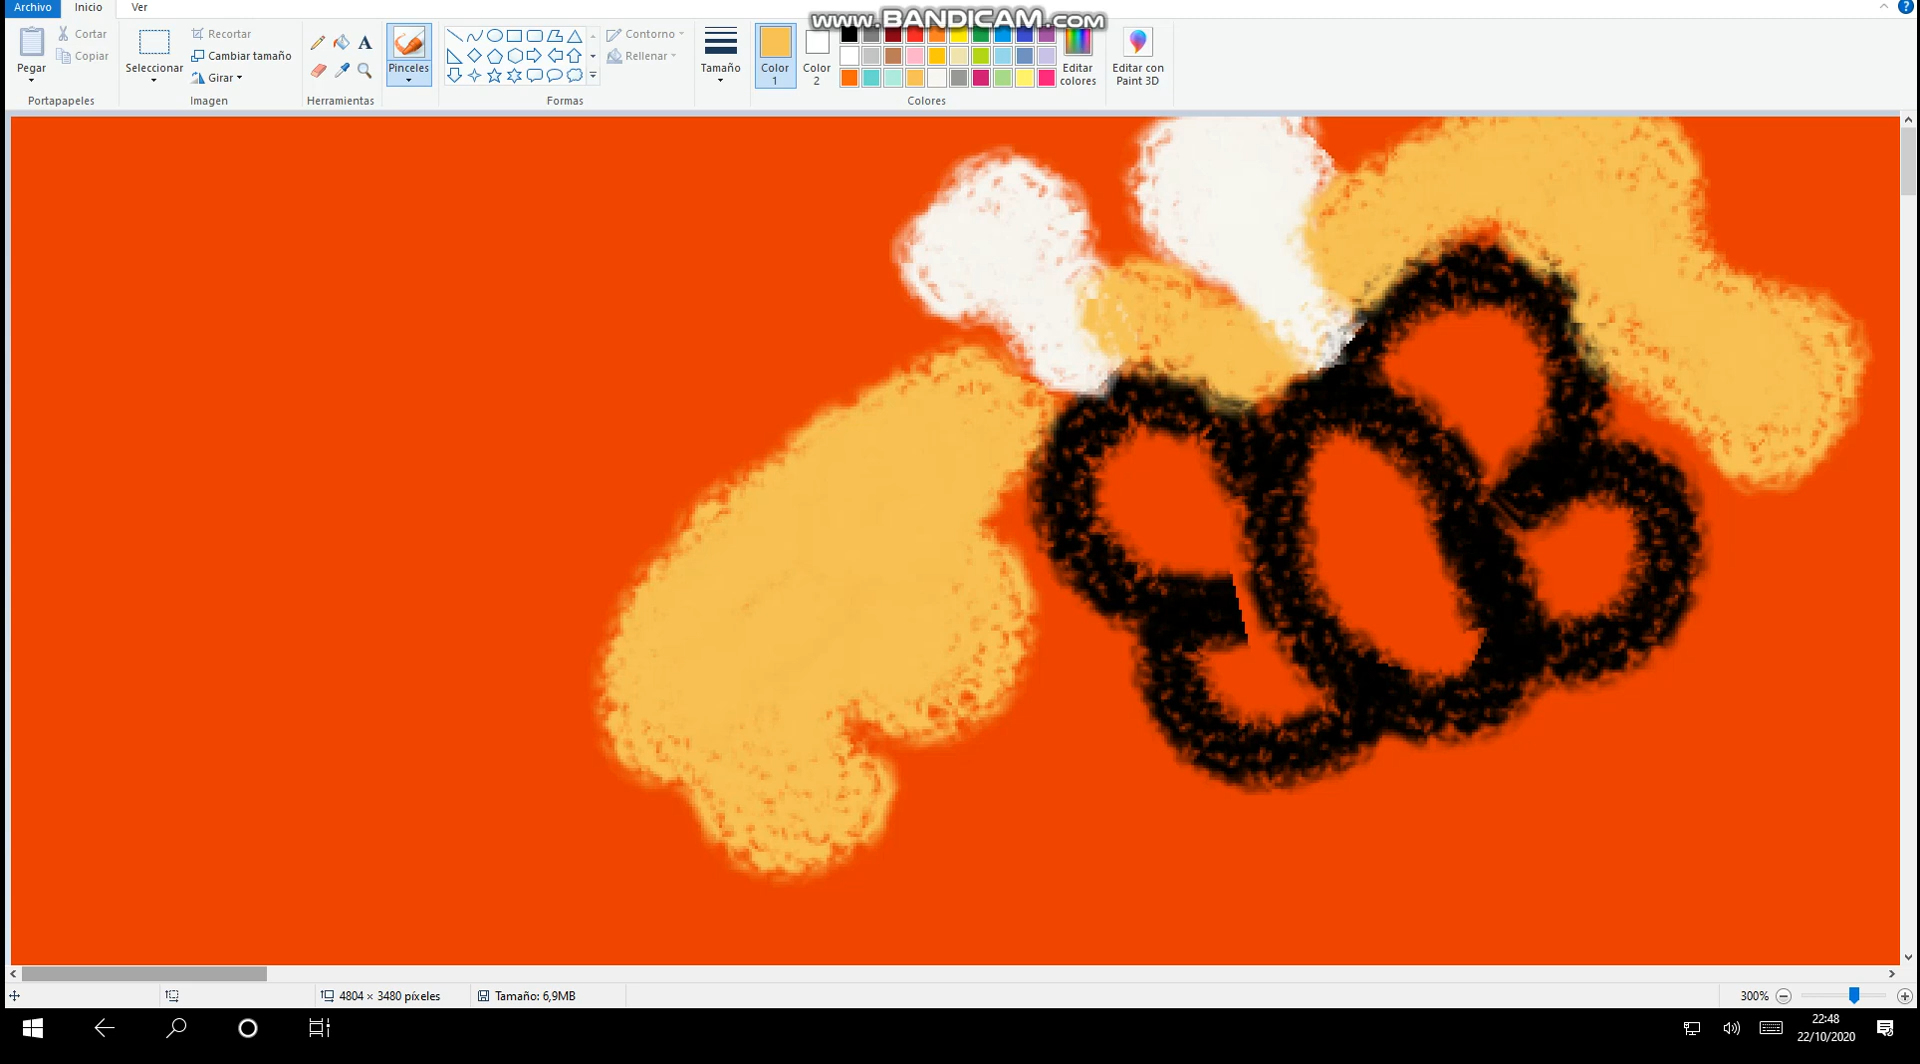 Archivo Inicio Ver
www.BANDICAM.com
Pegar
Cortar
Copiar
Portapapeles
Seleccionar
Recortar
Cambiar tamaño
Girar
Imagen
A
Herramientas
Pinceles
Contorno
Rellenar
Formas
Tamaño
Color
1
Color
2
Editar
colores
Colores
Editar con
Paint 3D
?
4804 × 3480 píxeles
Tamaño: 6,9MB
300%
22:48
22/10/2020